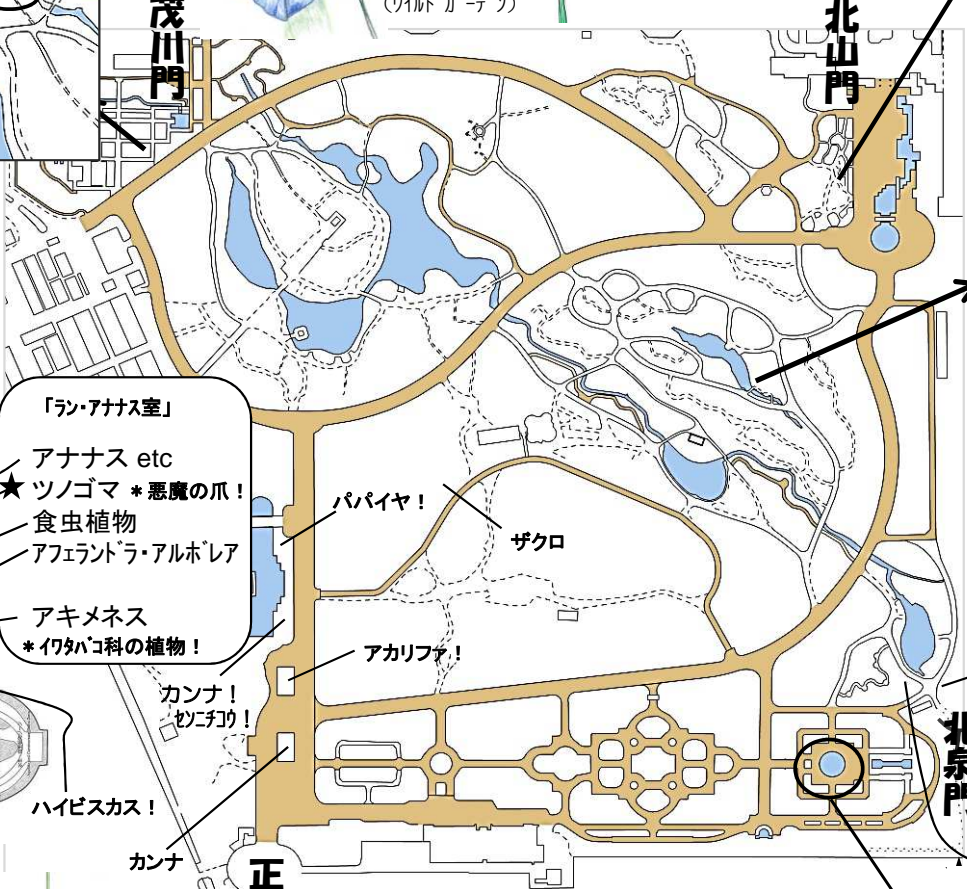 (ワイルドガーデン)
茂川門
北山門
「ラン・アナナス室」
アナナス etc
★ ツノゴマ *悪魔の爪!
食虫植物
アフェランドラ・アルボレア
アキメネス
*イワタバコ科の植物!
パパイヤ!
ザクロ
アカリファ!
カンナ!
センニチコウ!
ハイビスカス!
カンナ
北泉門
正